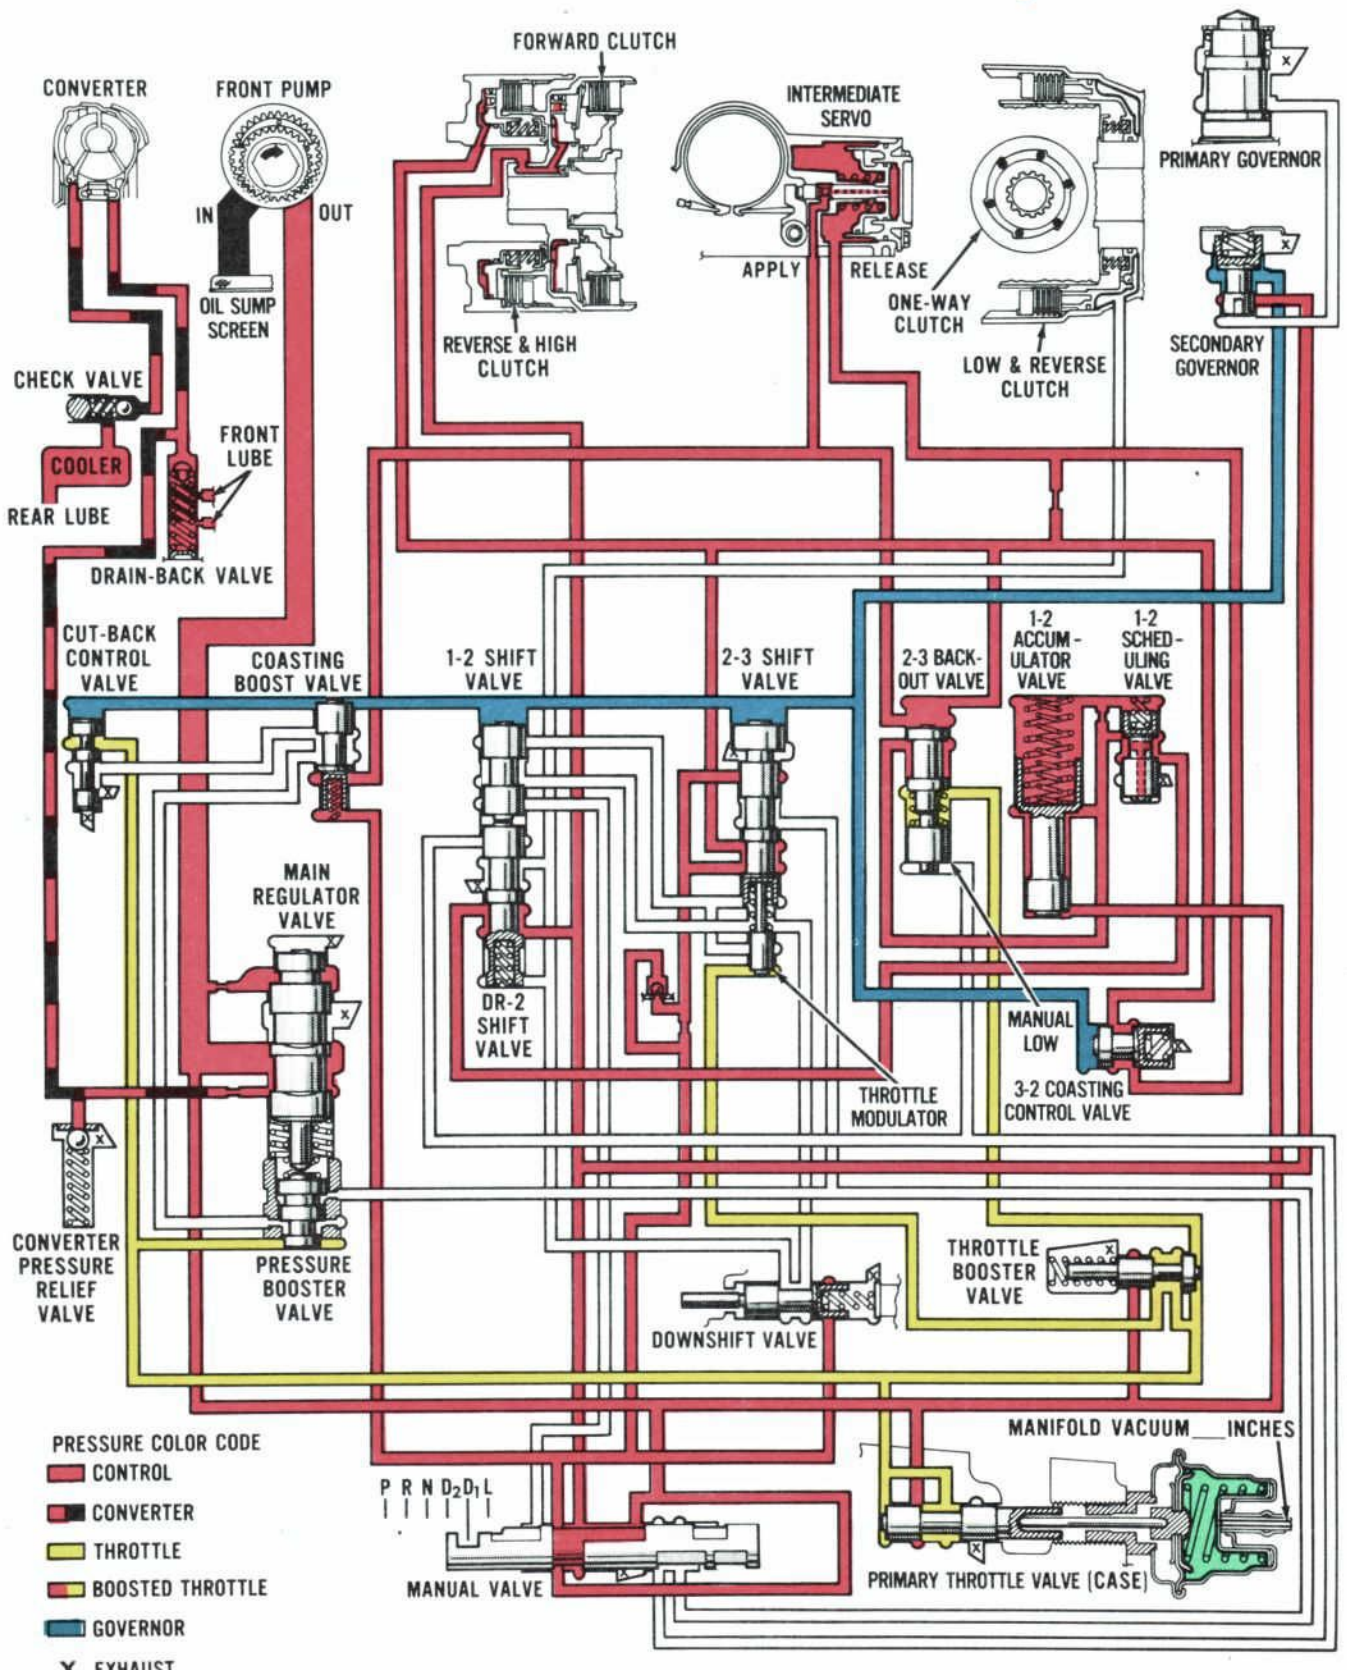 FORWARD CLUTCH
CONVERTER
FRONT PUMP
INTERMEDIATE
SERVO
X
PRIMARY GOVERNOR
IN
OUT
X
APPLY
RELEASE
OIL SUMP
SCREEN
ONE-WAY
CLUTCH
REVERSE & HIGH
CLUTCH
LOW & REVERSE
CLUTCH
SECONDARY
GOVERNOR
CHECK VALVE
FRONT
LUBE
COOLER
REAR LUBE
DRAIN-BACK VALVE
CUT-BACK
CONTROL
VALVE
COASTING
BOOST VALVE
1-2 SHIFT
VALVE
2-3 SHIFT
VALVE
2-3 BACK-
OUT VALVE
1-2
ACCUM-
ULATOR
VALVE
1-2
SCHED-
ULING
VALVE
X
X
X
X
X
MAIN
REGULATOR
VALVE
X
X
DR-2
SHIFT
VALVE
MANUAL
LOW
X
THROTTLE
MODULATOR
3-2 COASTING
CONTROL VALVE
X
CONVERTER
PRESSURE
RELIEF
VALVE
PRESSURE
BOOSTER
VALVE
THROTTLE
BOOSTER
VALVE
X
X
DOWNSHIFT VALVE
PRESSURE COLOR CODE
CONTROL
CONVERTER
THROTTLE
BOOSTED THROTTLE
GOVERNOR
X EXHAUST
MANIFOLD VACUUM___INCHES
P R N D2 D1 L
X
X
MANUAL VALVE
PRIMARY THROTTLE VALVE (CASE)